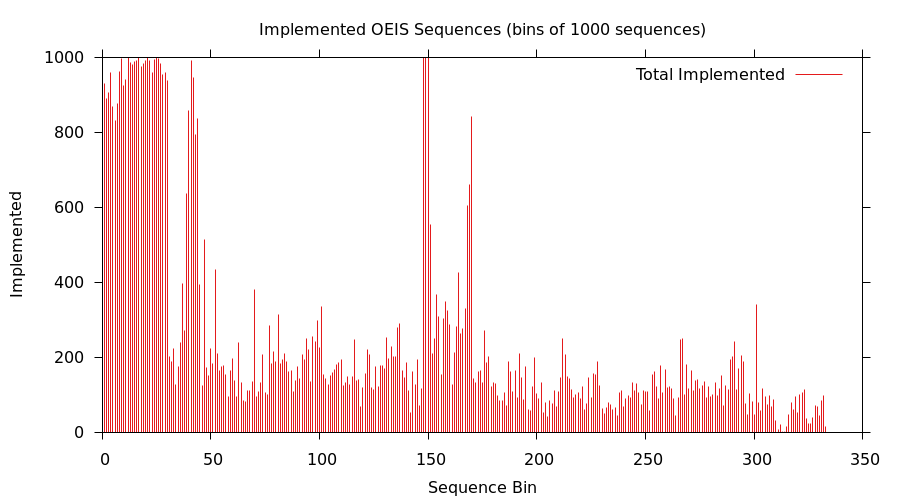 Implemented OEIS Sequences (bins of 1000 sequences)
1000
800
600
400
200
0
Implemented
Total Implemented
0 50 100 150 200 250 300 350
Sequence Bin